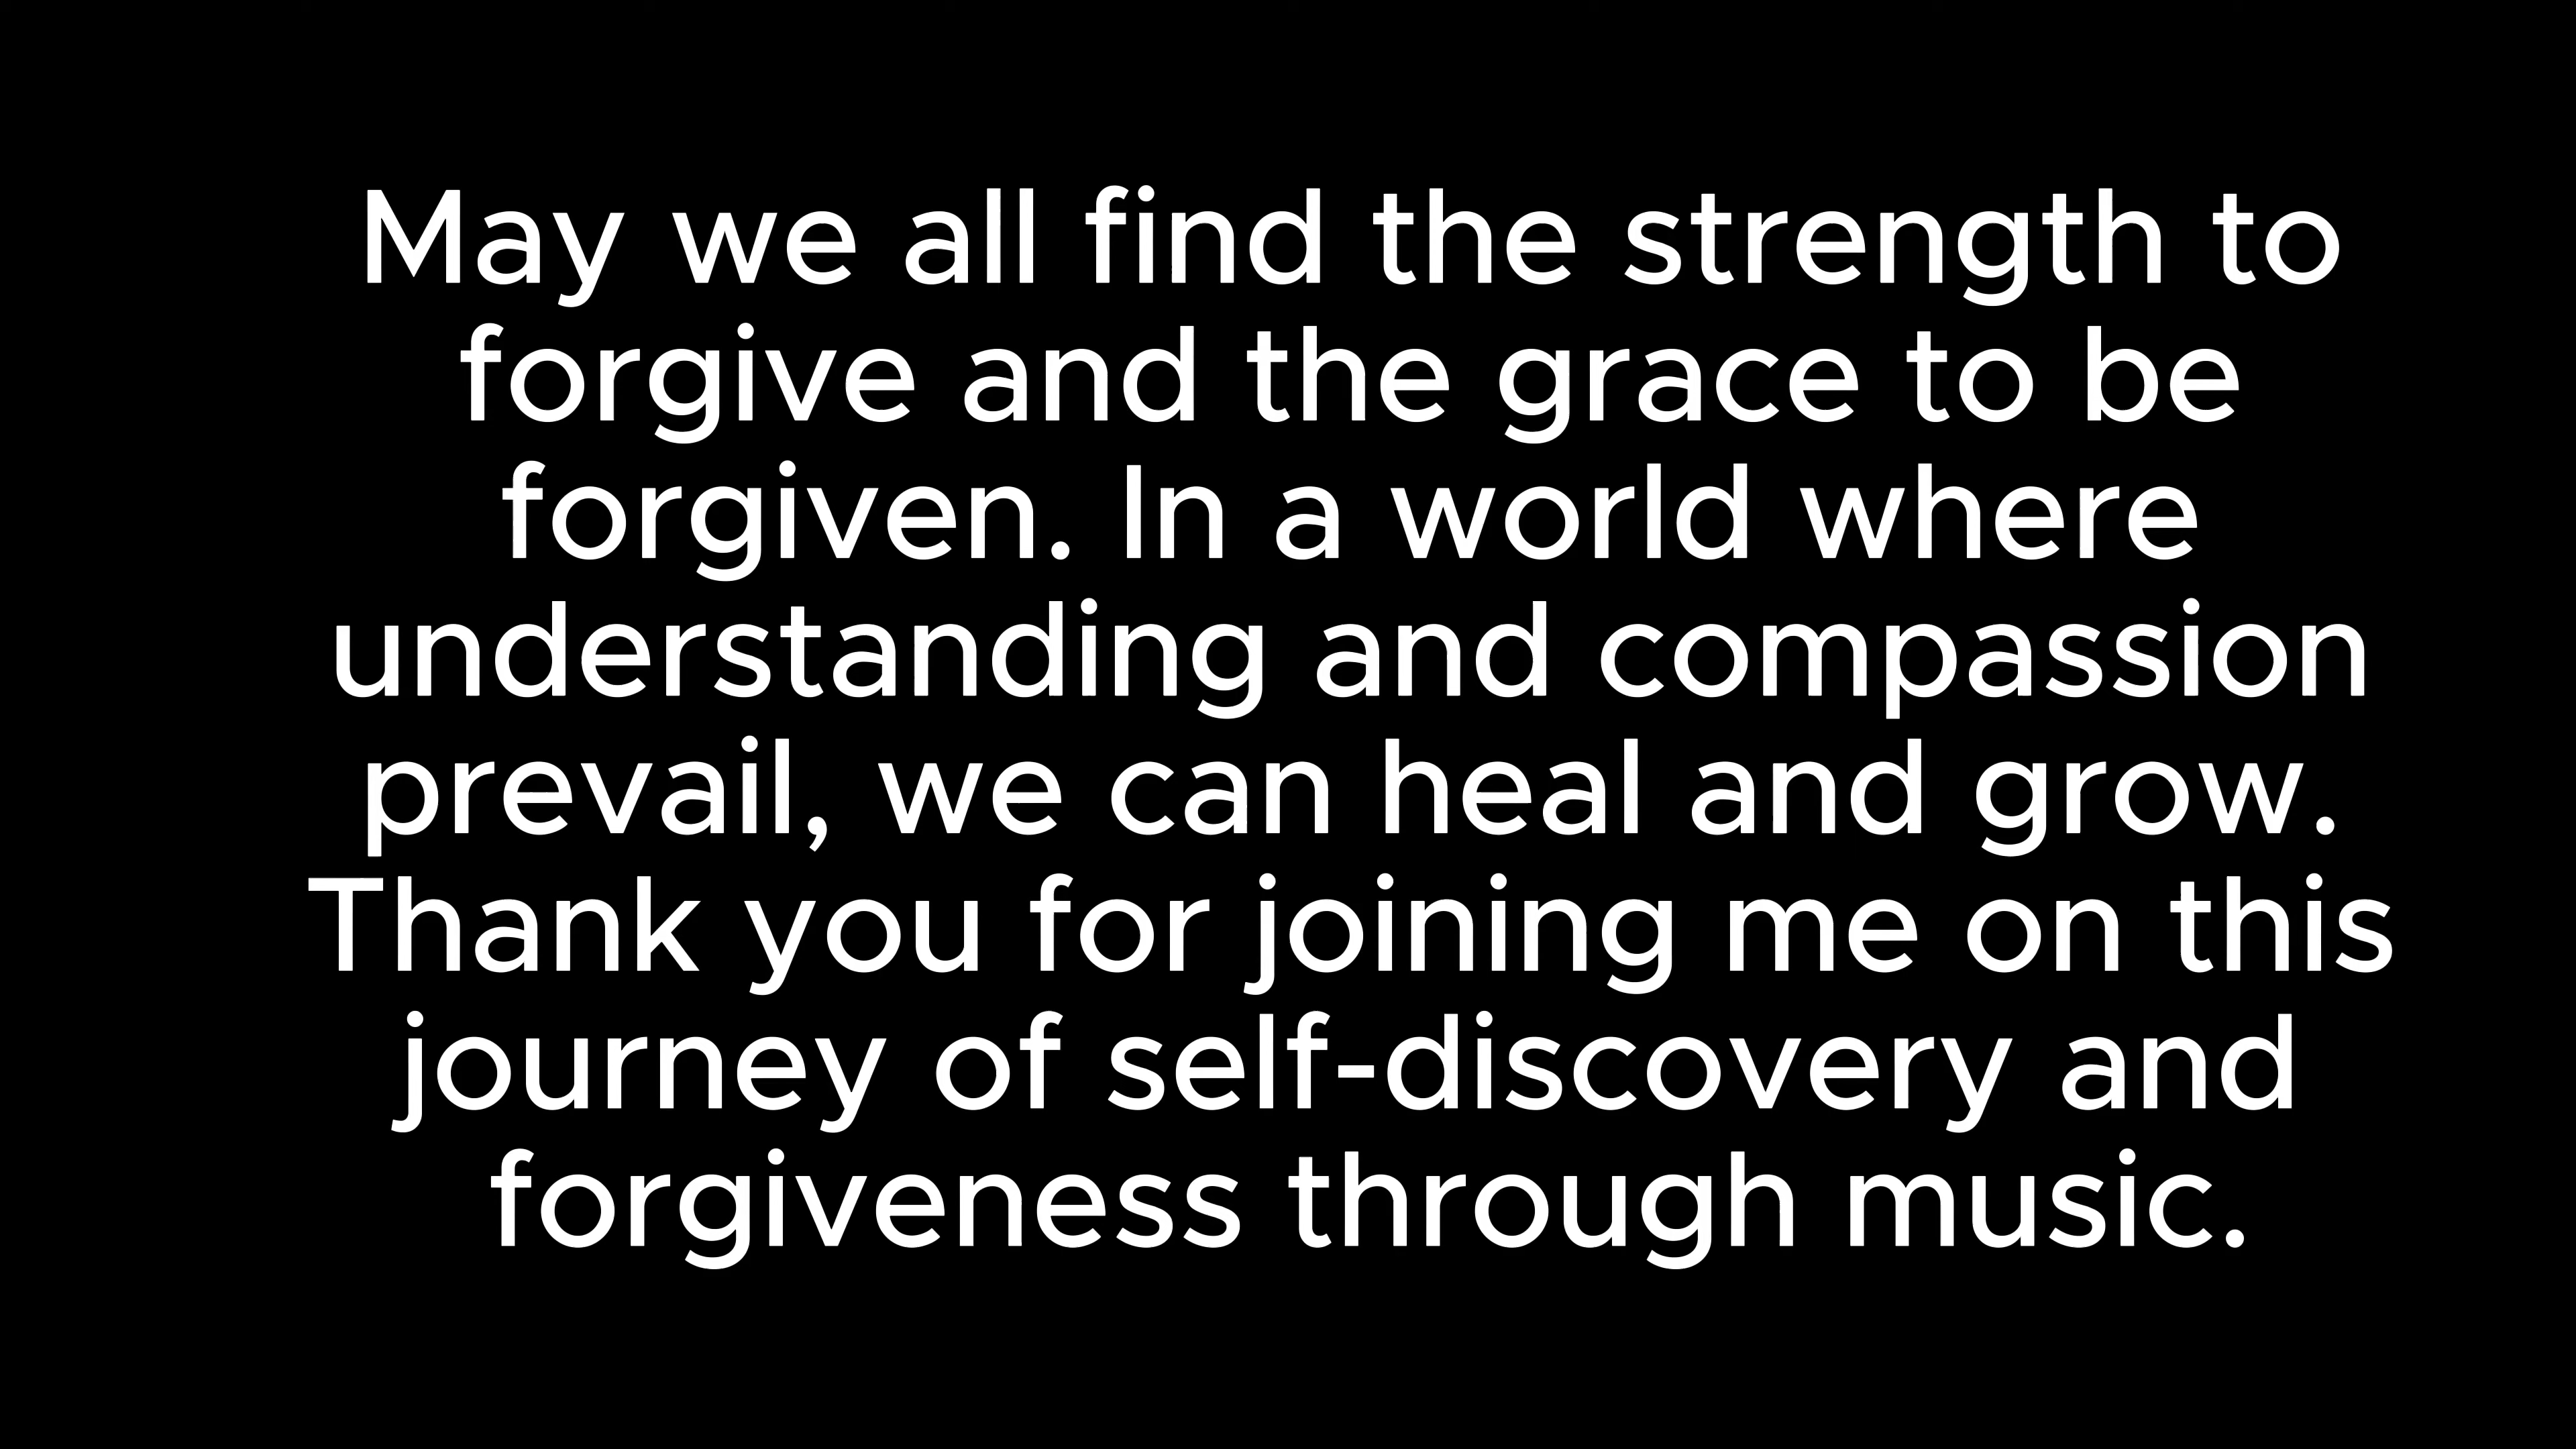 May we all find the strength to
forgive and the grace to be
forgiven. In a world where
understanding and compassion
prevail, we can heal and grow.
Thank you for joining me on this
journey of self-discovery and
forgiveness through music.